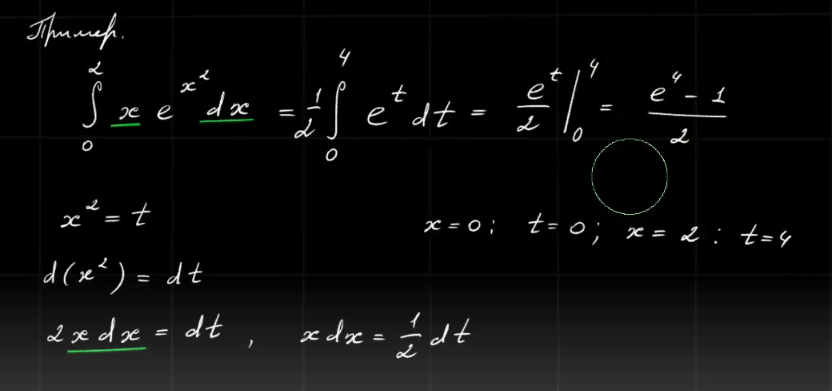 Пример.
∫₀² x e^{x²} dx = 1/2 ∫₀⁴ e^t dt = e^t/2 |₀⁴ = (e⁴ - 1)/2
x² = t
x = 0 : t = 0 ; x = 2 : t = 4
d(x²) = dt
2x dx = dt , x dx = 1/2 dt